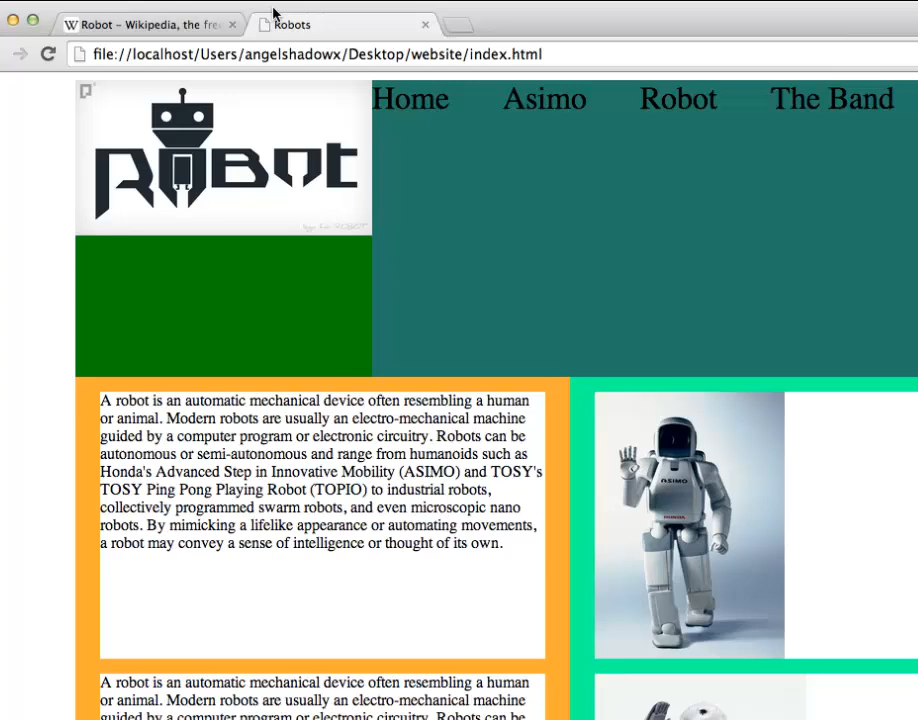 Robot – Wikipedia, the fre
Robots
file://localhost/Users/angelshadowx/Desktop/website/index.html
ROBOT
Home Asimo Robot The Band
A robot is an automatic mechanical device often resembling a human
or animal. Modern robots are usually an electro-mechanical machine
guided by a computer program or electronic circuitry. Robots can be
autonomous or semi-autonomous and range from humanoids such as
Honda's Advanced Step in Innovative Mobility (ASIMO) and TOSY's
TOSY Ping Pong Playing Robot (TOPIO) to industrial robots,
collectively programmed swarm robots, and even microscopic nano
robots. By mimicking a lifelike appearance or automating movements,
a robot may convey a sense of intelligence or thought of its own.
ASIMO
HONDA
A robot is an automatic mechanical device often resembling a human
or animal. Modern robots are usually an electro-mechanical machine
guided by a computer program or electronic circuitry. Robots can be